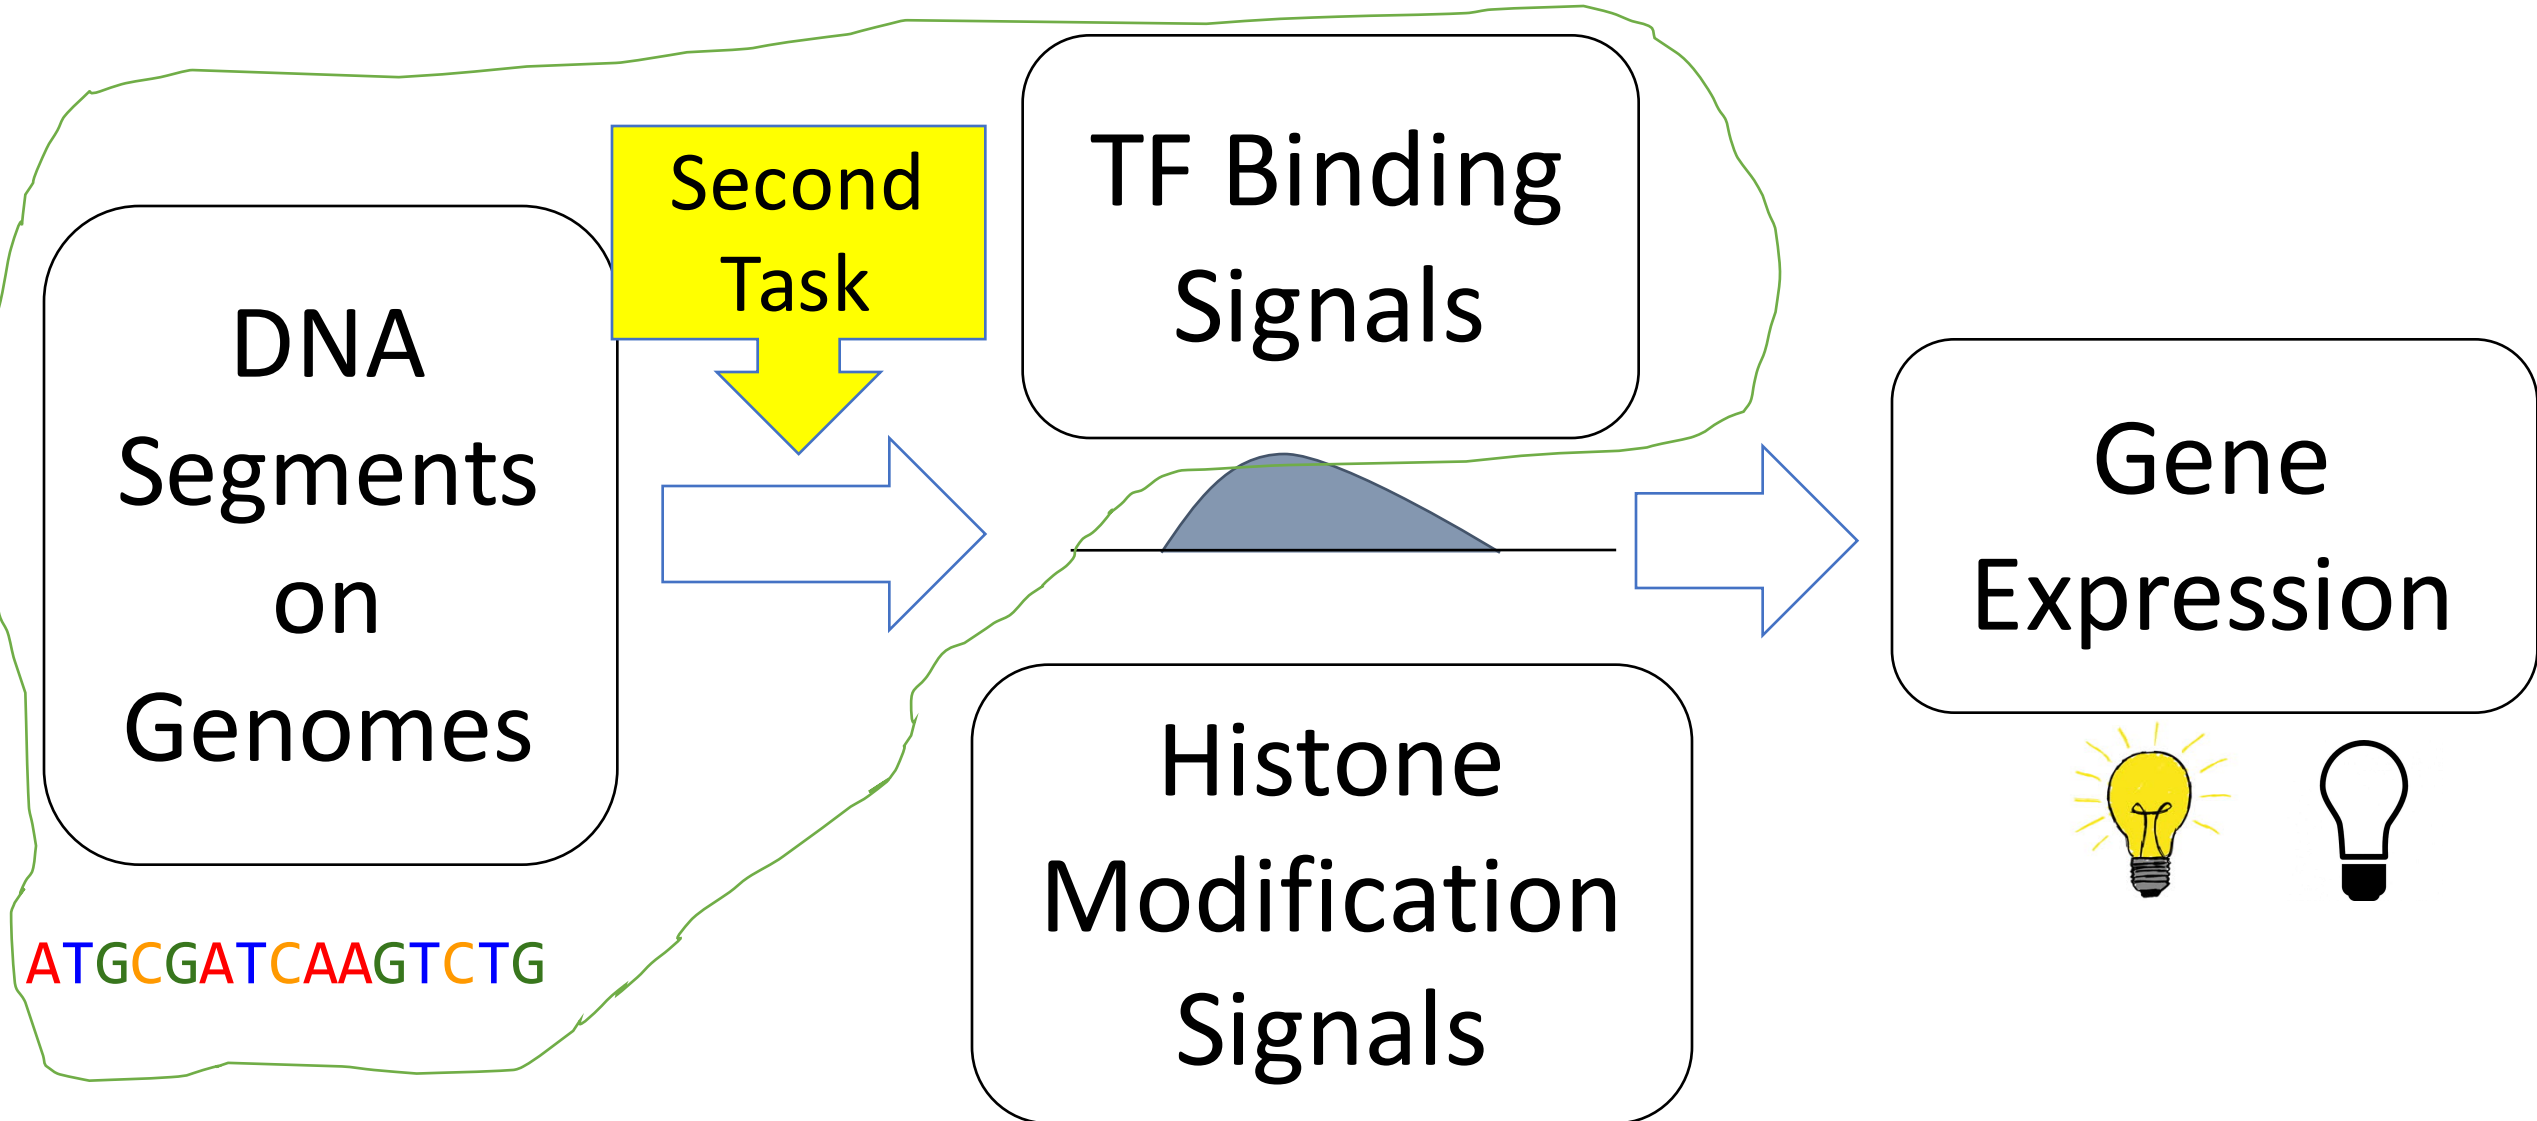 DNA
Segments
on
Genomes
ATGCGATCAAGTCTG
Second
Task
TF Binding
Signals
Histone
Modification
Signals
Gene
Expression